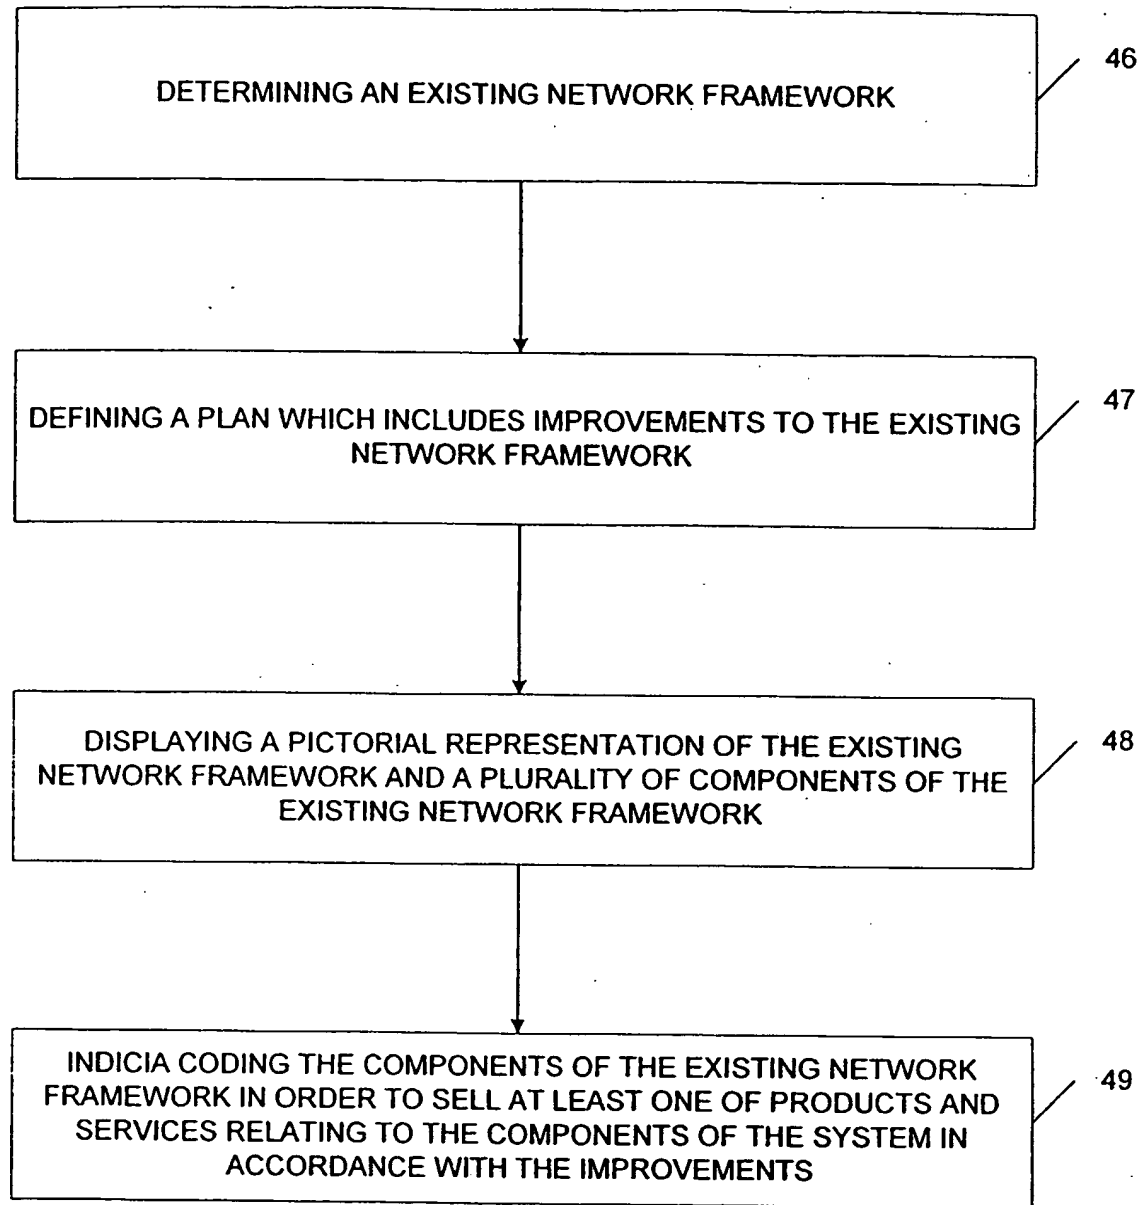 46
DETERMINING AN EXISTING NETWORK FRAMEWORK
47
DEFINING A PLAN WHICH INCLUDES IMPROVEMENTS TO THE EXISTING
NETWORK FRAMEWORK
48
DISPLAYING A PICTORIAL REPRESENTATION OF THE EXISTING
NETWORK FRAMEWORK AND A PLURALITY OF COMPONENTS OF THE
EXISTING NETWORK FRAMEWORK
49
INDICIA CODING THE COMPONENTS OF THE EXISTING NETWORK
FRAMEWORK IN ORDER TO SELL AT LEAST ONE OF PRODUCTS AND
SERVICES RELATING TO THE COMPONENTS OF THE SYSTEM IN
ACCORDANCE WITH THE IMPROVEMENTS